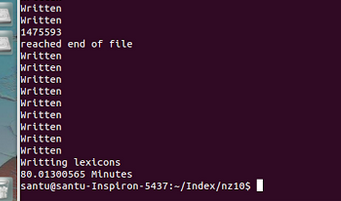 Written
Written
1475593
reached end of file
Written
Written
Written
Written
Written
Written
Written
Written
Written
Writting lexicons
80.01300565 Minutes
santu@santu-Inspiron-5437:~/Index/nz10$